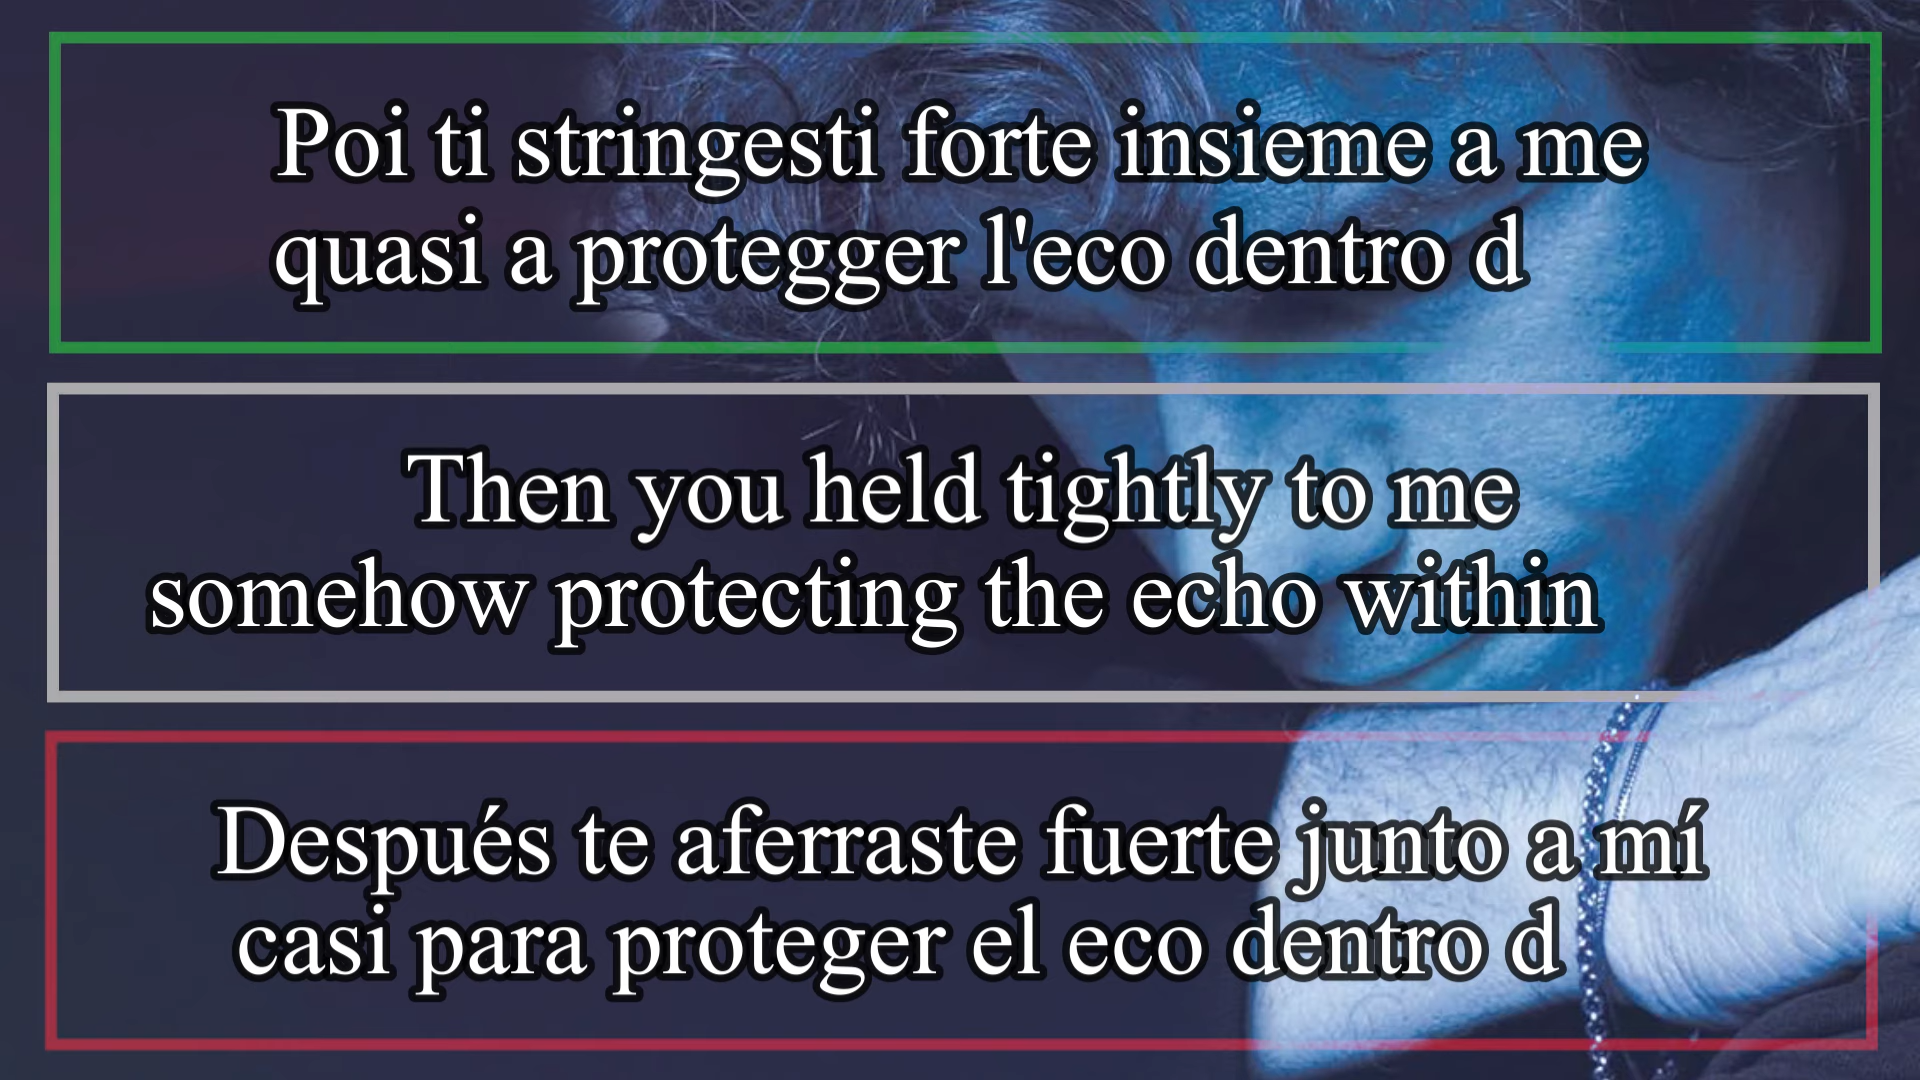 Poi ti stringesti forte insieme a me
quasi a protegger l'eco dentro d
Then you held tightly to me
somehow protecting the echo within
Después te aferraste fuerte junto a mí
casi para proteger el eco dentro d